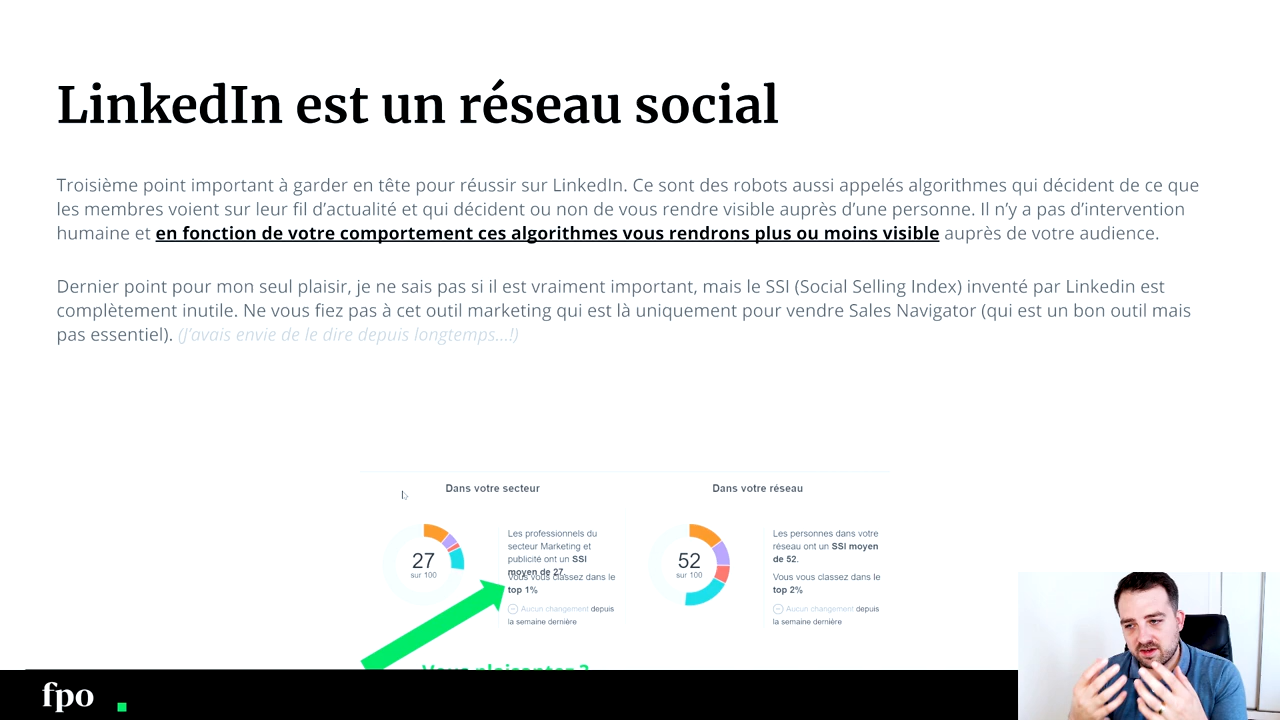 LinkedIn est un réseau social
Troisième point important à garder en tête pour réussir sur LinkedIn. Ce sont des robots aussi appelés algorithmes qui décident de ce que
les membres voient sur leur fil d’actualité et qui décident ou non de vous rendre visible auprès d’une personne. Il n’y a pas d’intervention
humaine et en fonction de votre comportement ces algorithmes vous rendrons plus ou moins visible auprès de votre audience.
Dernier point pour mon seul plaisir, je ne sais pas si il est vraiment important, mais le SSI (Social Selling Index) inventé par Linkedin est
complètement inutile. Ne vous fiez pas à cet outil marketing qui est là uniquement pour vendre Sales Navigator (qui est un bon outil mais
pas essentiel). (J’avais envie de le dire depuis longtemps...!)
Dans votre secteur
27
sur 100
Les professionnels du
secteur Marketing et
publicité ont un SSI
moyen de 27.
Vous vous classez dans le
top 1%
Aucun changement depuis
la semaine dernière
Dans votre réseau
52
sur 100
Les personnes dans votre
réseau ont un SSI moyen
de 52.
Vous vous classez dans le
top 2%
Aucun changement depuis
la semaine dernière
Vous plaisantez ?
fpo